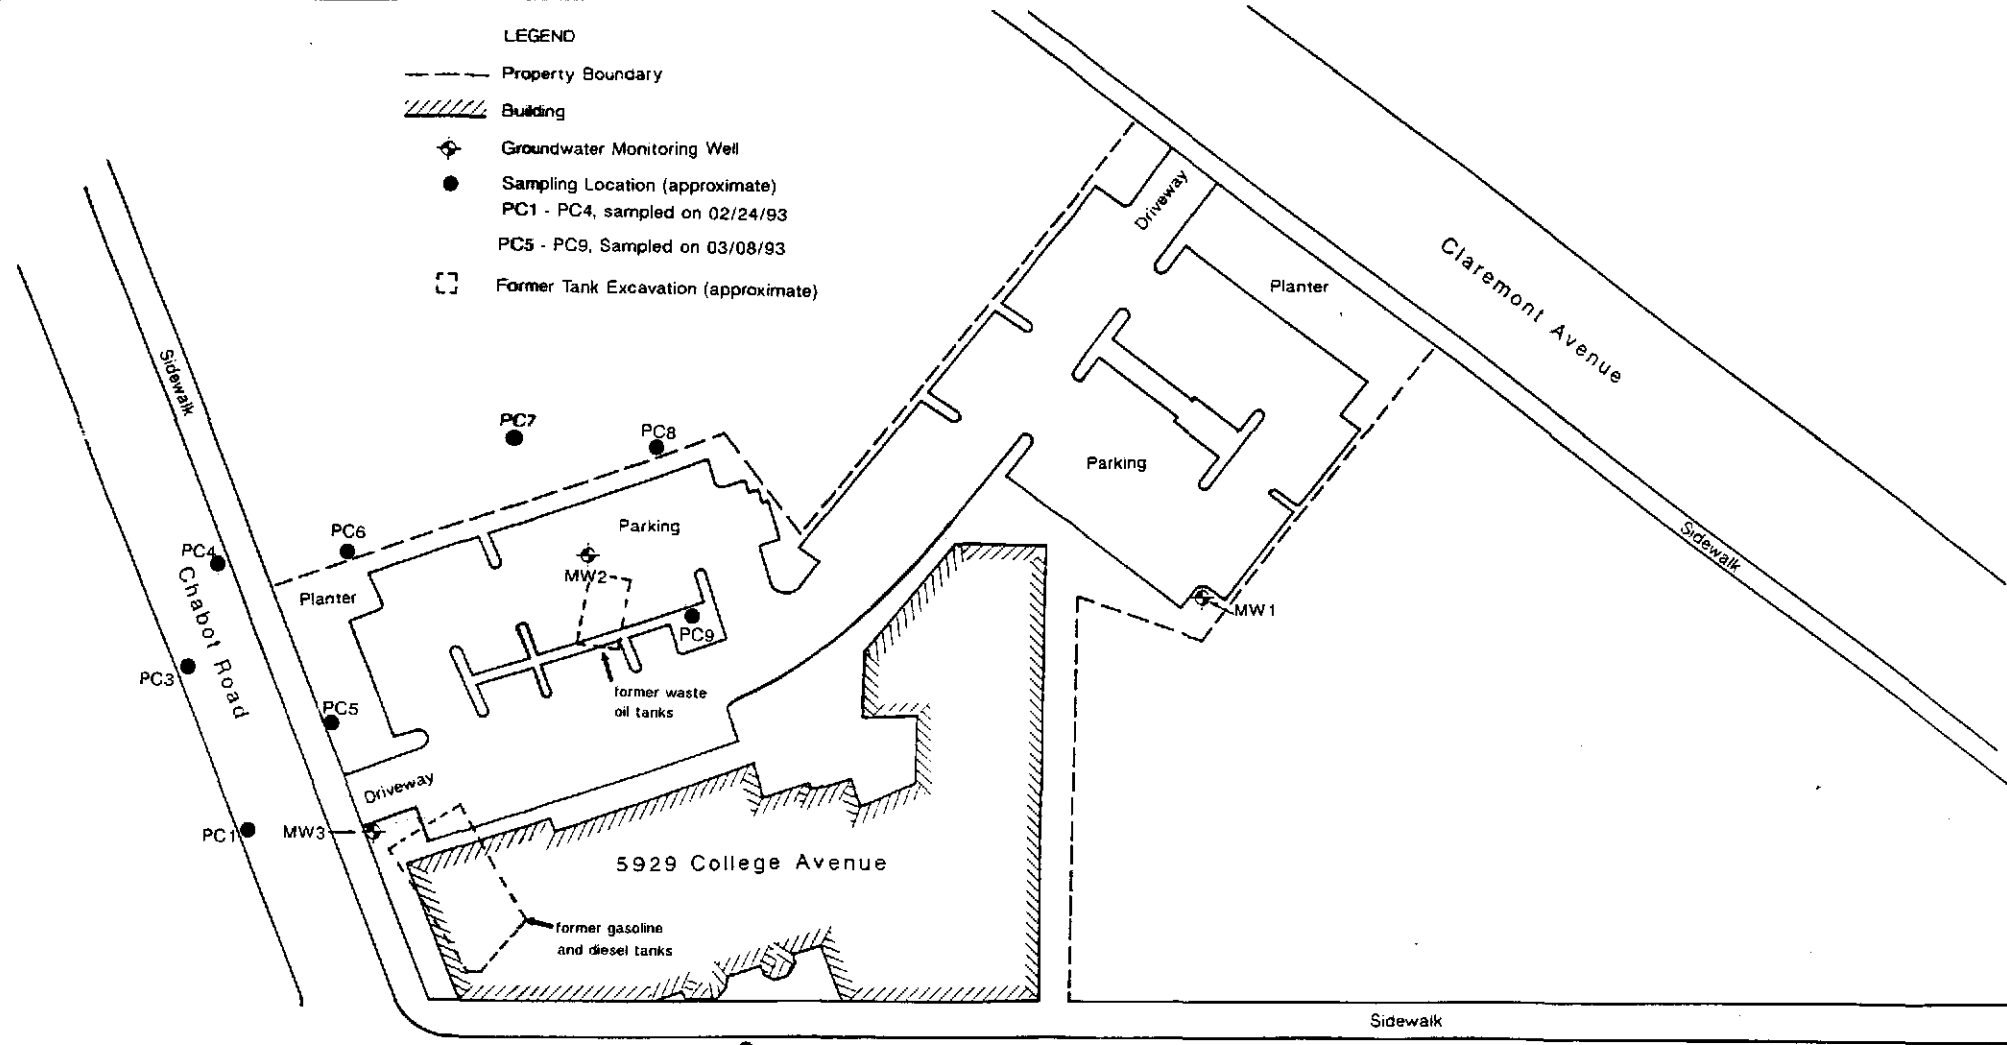 LEGEND
Property Boundary
Building
Groundwater Monitoring Well
Sampling Location (approximate)
PC1 - PC4, sampled on 02/24/93
PC5 - PC9, Sampled on 03/08/93
Former Tank Excavation (approximate)
Claremont Avenue
Driveway
Planter
Sidewalk
Parking
Sidewalk
MW1
PC7
PC8
PC6
Parking
PC4
MW2
Planter
Chabot Road
PC9
PC3
former waste
oil tanks
PC5
Driveway
PC1
MW3
5929 College Avenue
former gasoline
and diesel tanks
Sidewalk